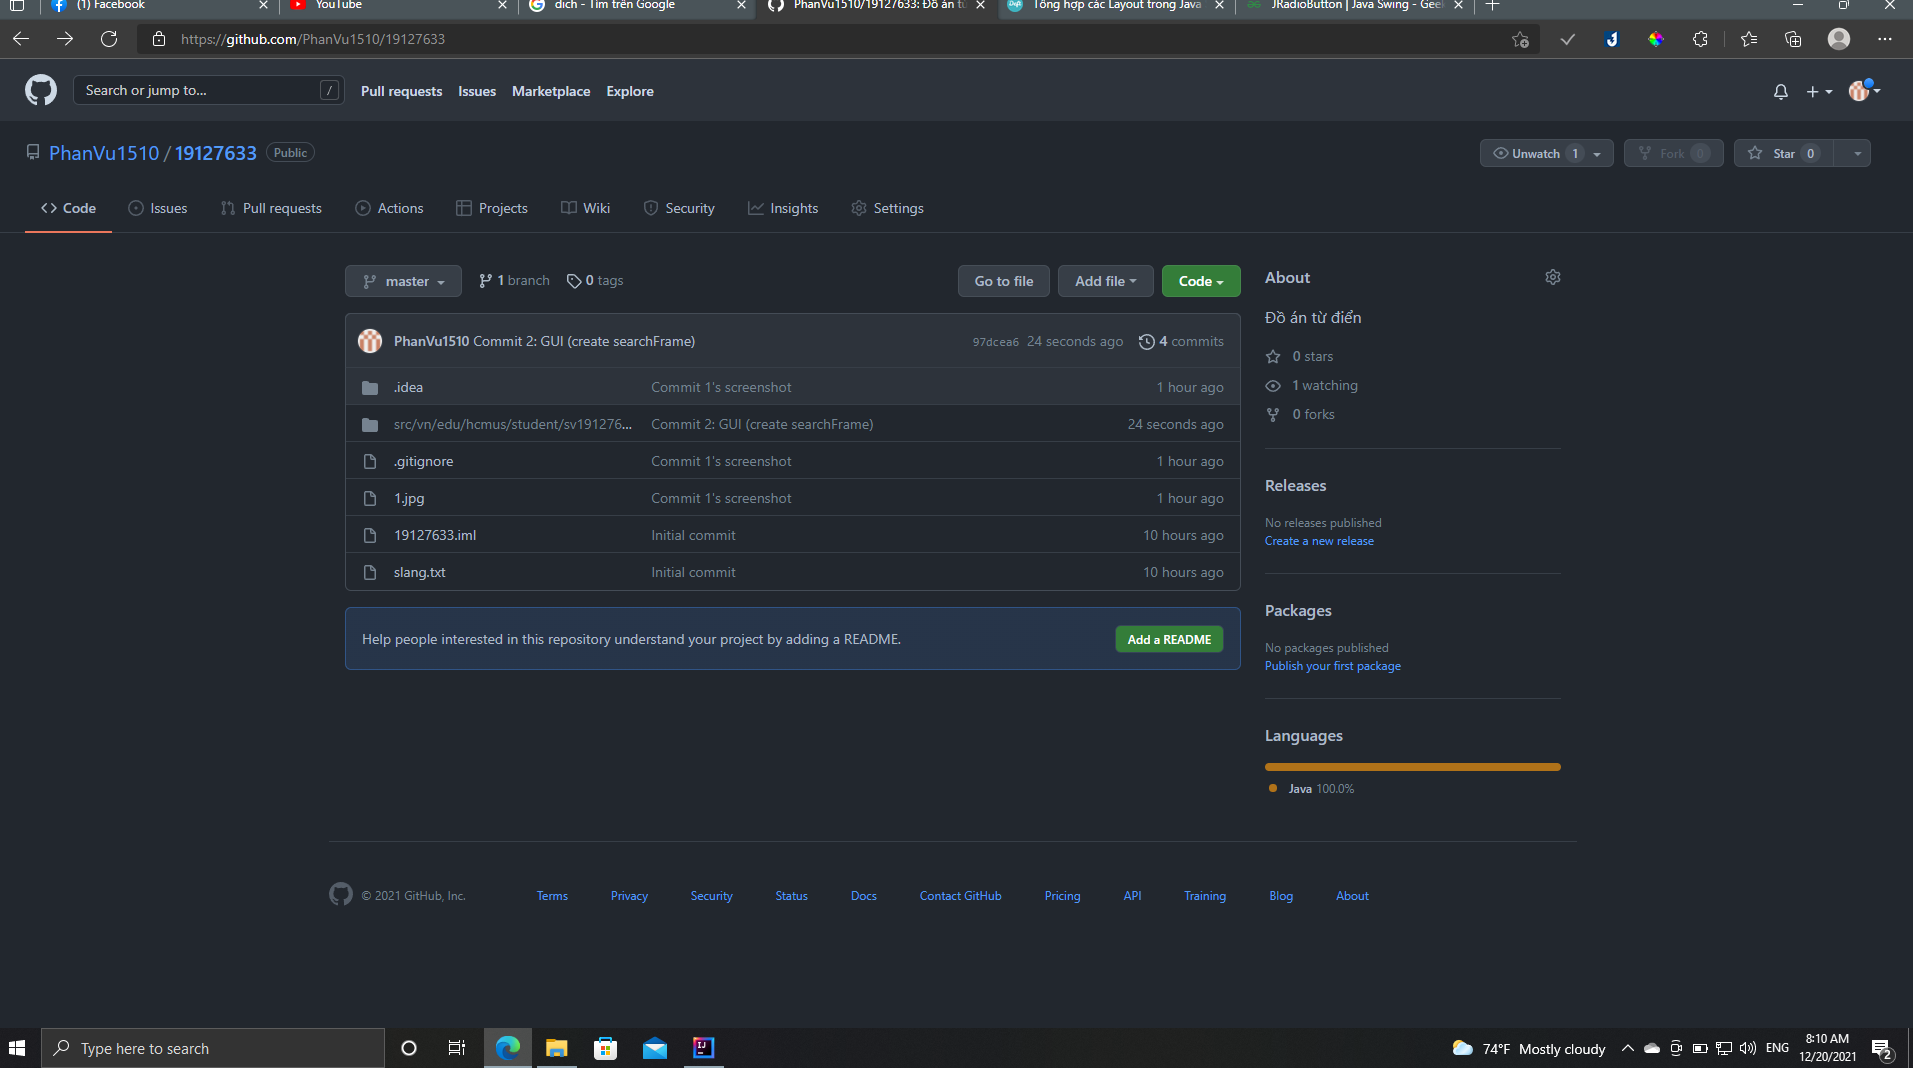 (1) Facebook
YouTube
dich - Tìm trên Google
PhanVu1510/19127633: Đồ án từ
Tổng hợp các Layout trong Java
JRadioButton | Java Swing - Geek
https://github.com/PhanVu1510/19127633
Search or jump to... /
Pull requests Issues Marketplace Explore
PhanVu1510 / 19127633 Public
Unwatch 1 Fork 0 Star 0
Code Issues Pull requests Actions Projects Wiki Security Insights Settings
master 1 branch 0 tags Go to file Add file Code
PhanVu1510 Commit 2: GUI (create searchFrame) 97dcea6 24 seconds ago 4 commits
.idea Commit 1's screenshot 1 hour ago
src/vn/edu/hcmus/student/sv191276... Commit 2: GUI (create searchFrame) 24 seconds ago
.gitignore Commit 1's screenshot 1 hour ago
1.jpg Commit 1's screenshot 1 hour ago
19127633.iml Initial commit 10 hours ago
slang.txt Initial commit 10 hours ago
Help people interested in this repository understand your project by adding a README. Add a README
About
Đồ án từ điển
0 stars
1 watching
0 forks
Releases
No releases published
Create a new release
Packages
No packages published
Publish your first package
Languages
Java 100.0%
© 2021 GitHub, Inc. Terms Privacy Security Status Docs Contact GitHub Pricing API Training Blog About
Type here to search
74°F Mostly cloudy ENG
8:10 AM
12/20/2021
2